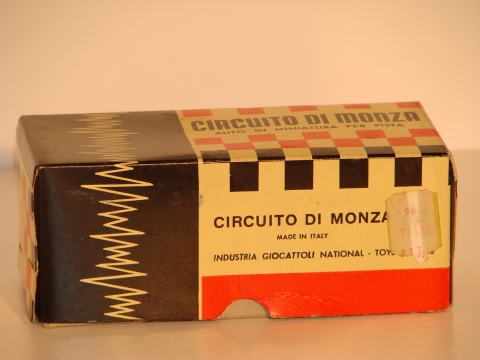 CIRCUITO DI MONZA
AUTO IN MINIATURA PER PISTA
CIRCUITO DI MONZA
MADE IN ITALY
INDUSTRIA GIOCATTOLI NATIONAL - TOYS